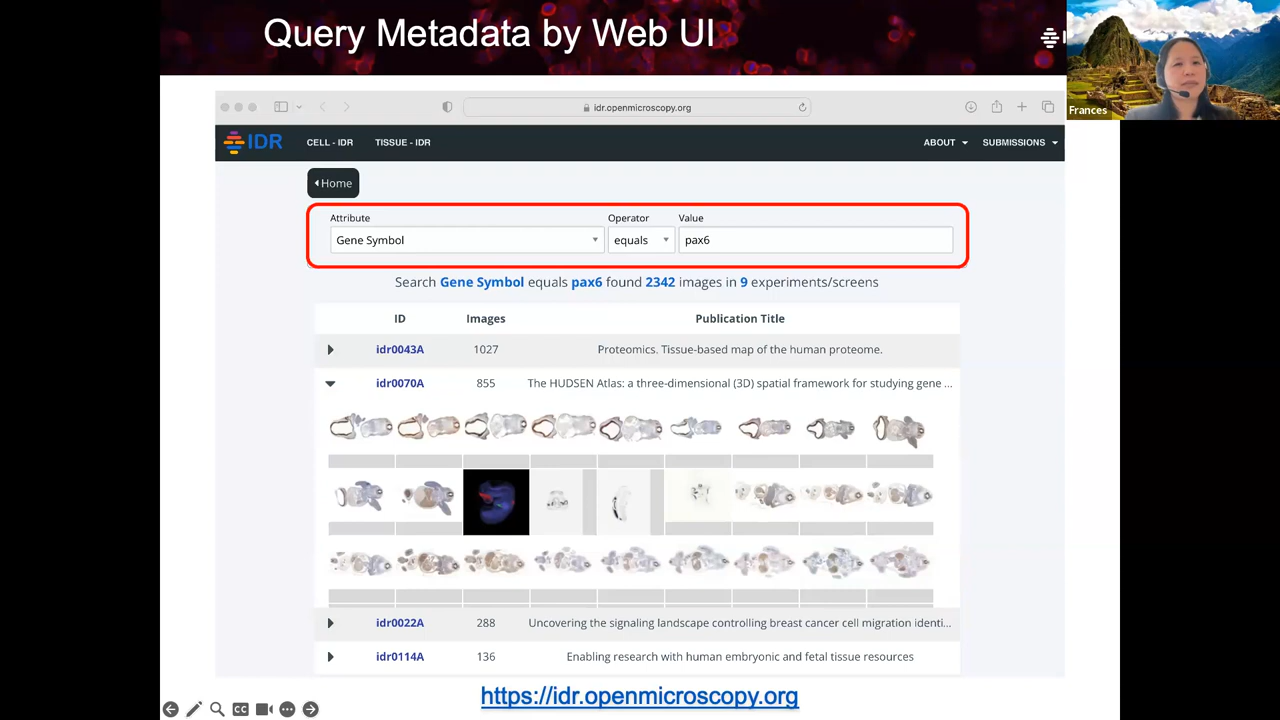 Query Metadata by Web UI
Frances
idr.openmicroscopy.org
IDR
CELL - IDR
TISSUE - IDR
ABOUT
SUBMISSIONS
Home
Attribute
Operator
Value
Gene Symbol
equals
pax6
Search Gene Symbol equals pax6 found 2342 images in 9 experiments/screens
ID Images Publication Title
idr0043A 1027 Proteomics. Tissue-based map of the human proteome.
idr0070A 855 The HUDSEN Atlas: a three-dimensional (3D) spatial framework for studying gene ...
idr0022A 288 Uncovering the signaling landscape controlling breast cancer cell migration identi...
idr0114A 136 Enabling research with human embryonic and fetal tissue resources
https://idr.openmicroscopy.org
CC